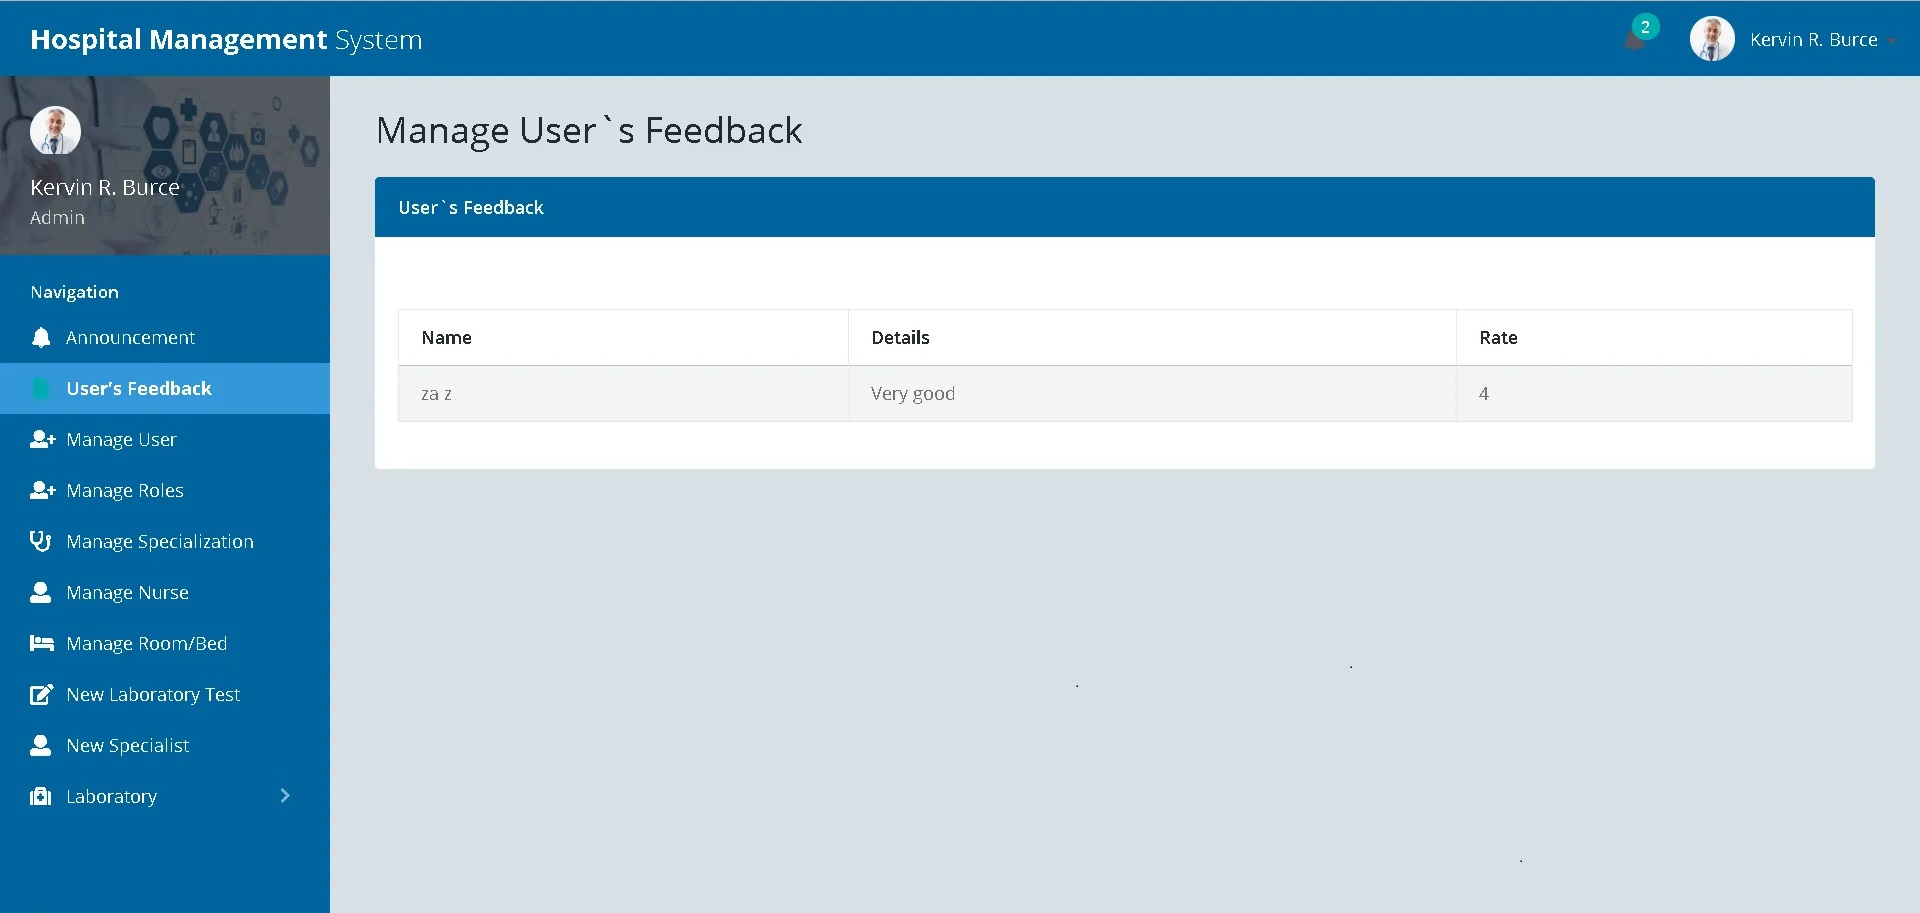 Hospital Management System
2
Kervin R. Burce
Kervin R. Burce
Admin
Navigation
Announcement
User's Feedback
Manage User
Manage Roles
Manage Specialization
Manage Nurse
Manage Room/Bed
New Laboratory Test
New Specialist
Laboratory
Manage User`s Feedback
User`s Feedback
Name Details Rate
za z Very good 4